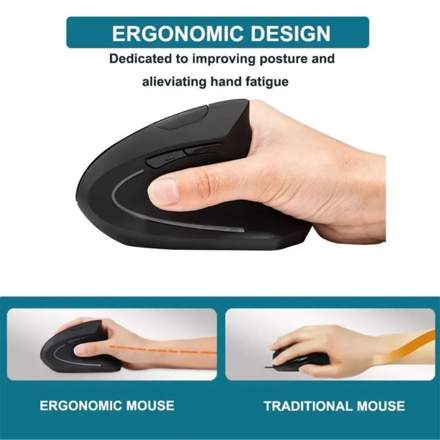 ERGONOMIC DESIGN
Dedicated to improving posture and
alieviating hand fatigue
ERGONOMIC MOUSE
TRADITIONAL MOUSE